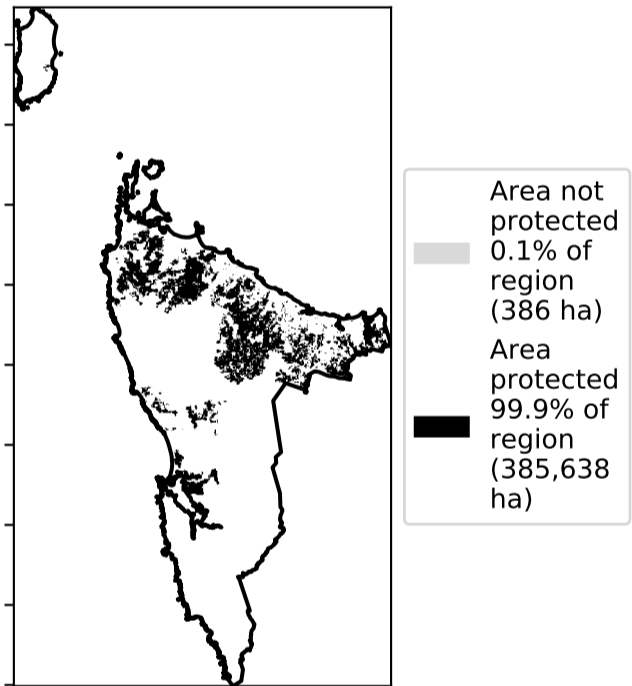 Area not
protected
0.1% of
region
(386 ha)
Area
protected
99.9% of
region
(385,638
ha)